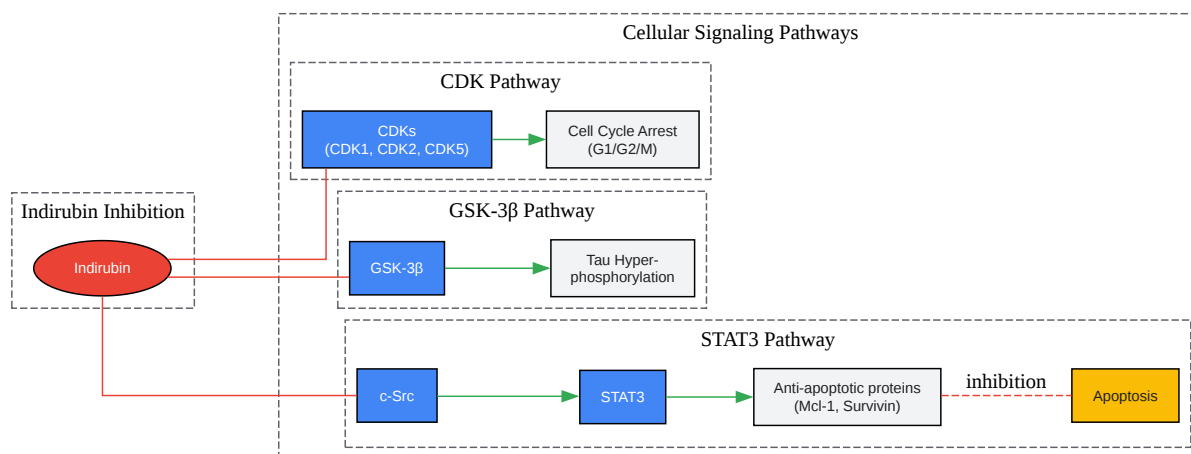 Cellular Signaling Pathways
CDK Pathway
CDKs
(CDK1, CDK2, CDK5)
Cell Cycle Arrest
(G1/G2/M)
Indirubin Inhibition
Indirubin
GSK-3β Pathway
GSK-3β
Tau Hyper-
phosphorylation
STAT3 Pathway
c-Src
STAT3
Anti-apoptotic proteins
(Mcl-1, Survivin)
inhibition
Apoptosis